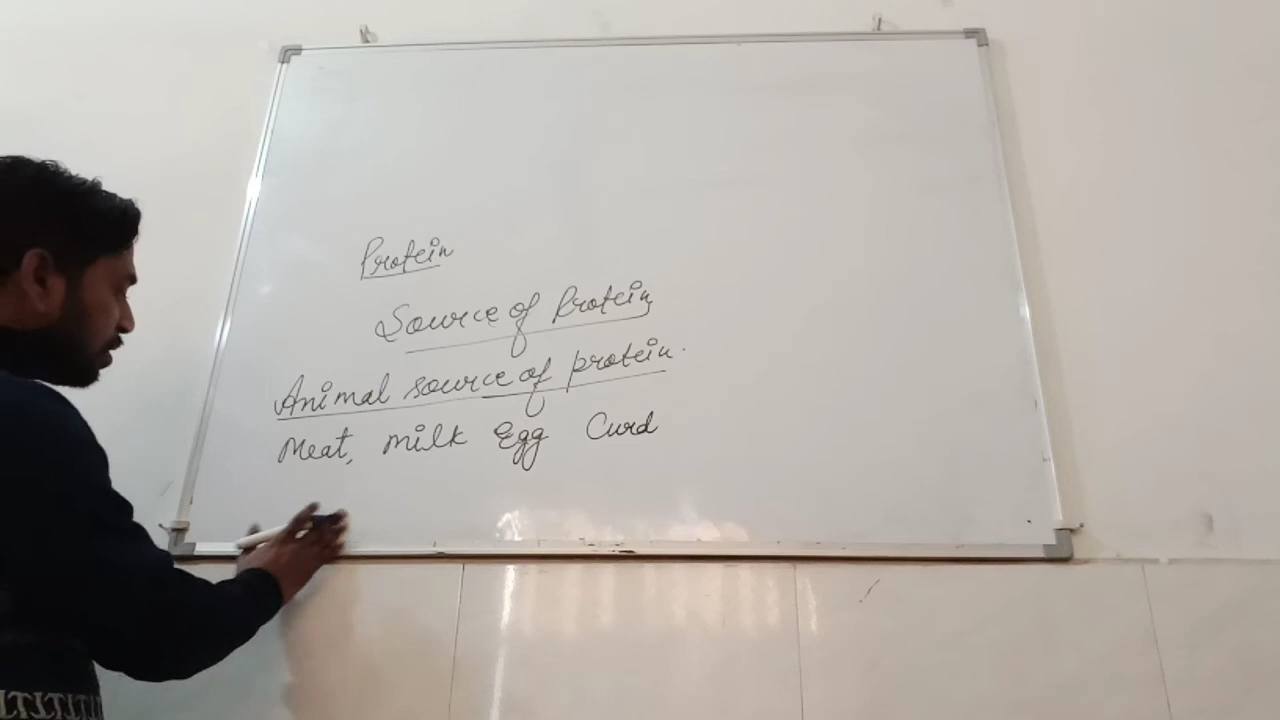 Protein
Source of Protein
Animal source of protein.
Meat, milk Egg Curd